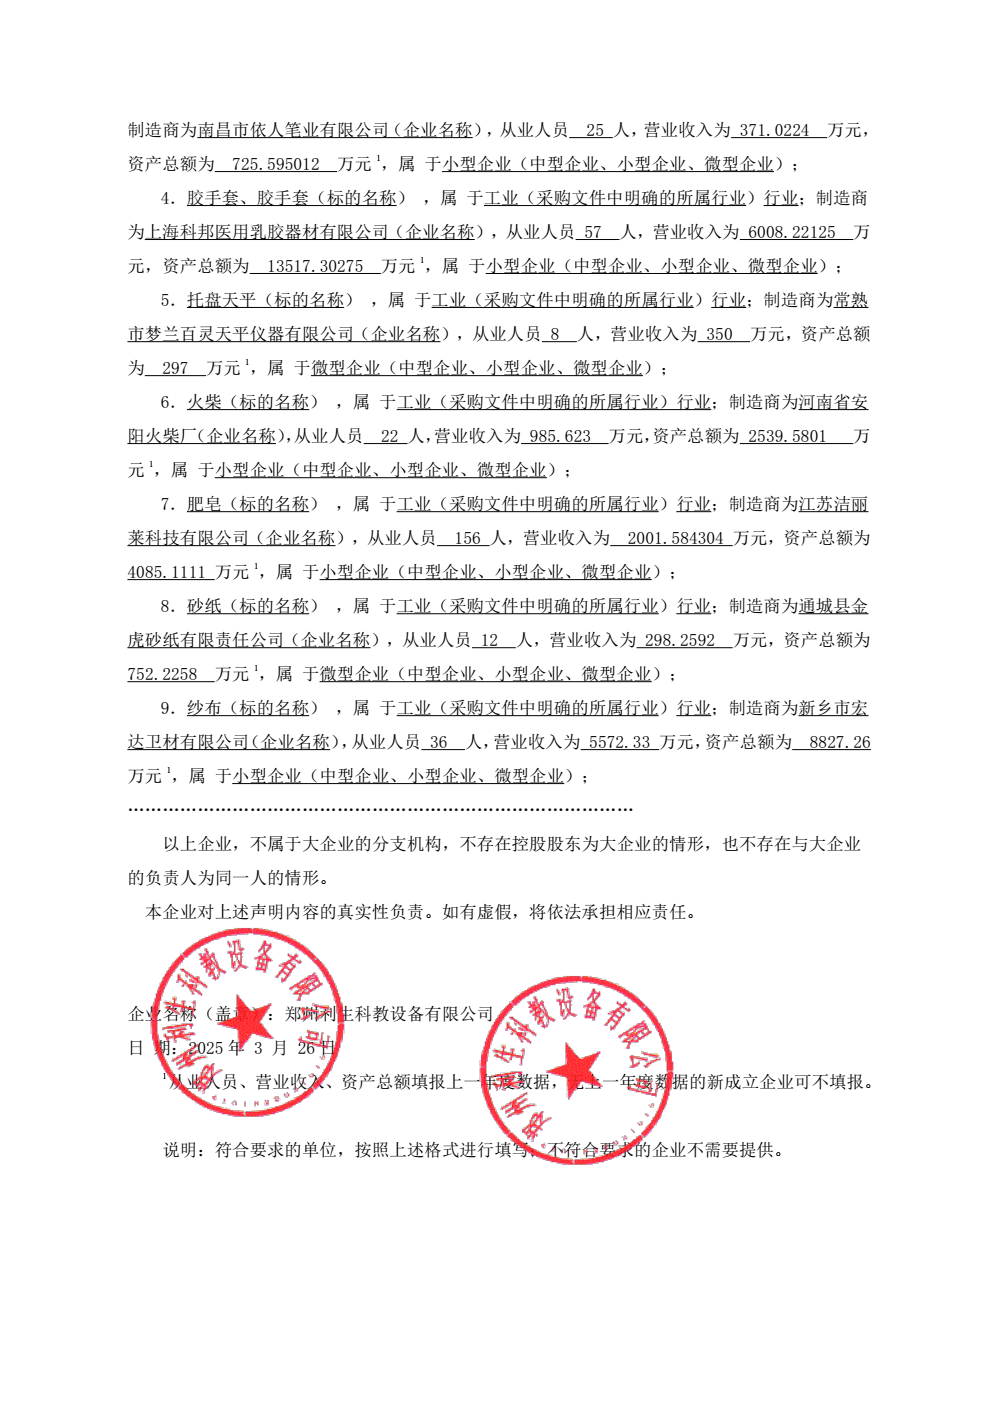 制造商为南昌市依人笔业有限公司（企业名称），从业人员 25 人，营业收入为 371.0224 万元，
资产总额为 725.595012 万元1，属 于小型企业（中型企业、小型企业、微型企业）；
4．胶手套、胶手套（标的名称） ，属 于工业（采购文件中明确的所属行业）行业；制造商
为上海科邦医用乳胶器材有限公司（企业名称），从业人员 57 人，营业收入为 6008.22125 万
元，资产总额为 13517.30275 万元1，属 于小型企业（中型企业、小型企业、微型企业）；
5．托盘天平（标的名称） ，属 于工业（采购文件中明确的所属行业）行业；制造商为常熟
市梦兰百灵天平仪器有限公司（企业名称），从业人员 8 人，营业收入为 350 万元，资产总额
为 297 万元1，属 于微型企业（中型企业、小型企业、微型企业）；
6．火柴（标的名称） ，属 于工业（采购文件中明确的所属行业）行业；制造商为河南省安
阳火柴厂（企业名称），从业人员 22 人，营业收入为 985.623 万元，资产总额为 2539.5801 万
元1，属 于小型企业（中型企业、小型企业、微型企业）；
7．肥皂（标的名称） ，属 于工业（采购文件中明确的所属行业）行业；制造商为江苏洁丽
莱科技有限公司（企业名称），从业人员 156 人，营业收入为 2001.584304 万元，资产总额为
4085.1111 万元1，属 于小型企业（中型企业、小型企业、微型企业）；
8．砂纸（标的名称） ，属 于工业（采购文件中明确的所属行业）行业；制造商为通城县金
虎砂纸有限责任公司（企业名称），从业人员 12 人，营业收入为 298.2592 万元，资产总额为
752.2258 万元1，属 于微型企业（中型企业、小型企业、微型企业）；
9．纱布（标的名称） ，属 于工业（采购文件中明确的所属行业）行业；制造商为新乡市宏
达卫材有限公司（企业名称），从业人员 36 人，营业收入为 5572.33 万元，资产总额为 8827.26
万元1，属 于小型企业（中型企业、小型企业、微型企业）；
……………………………………………………………………………
以上企业，不属于大企业的分支机构，不存在控股股东为大企业的情形，也不存在与大企业
的负责人为同一人的情形。
本企业对上述声明内容的真实性负责。如有虚假，将依法承担相应责任。
郑州利生科教设备有限公司
郑州利生科教设备有限公司
企业名称（盖章）：郑州利生科教设备有限公司
日 期：2025 年 3 月 26 日
1从业人员、营业收入、资产总额填报上一年度数据，无上一年度数据的新成立企业可不填报。
说明：符合要求的单位，按照上述格式进行填写，不符合要求的企业不需要提供。